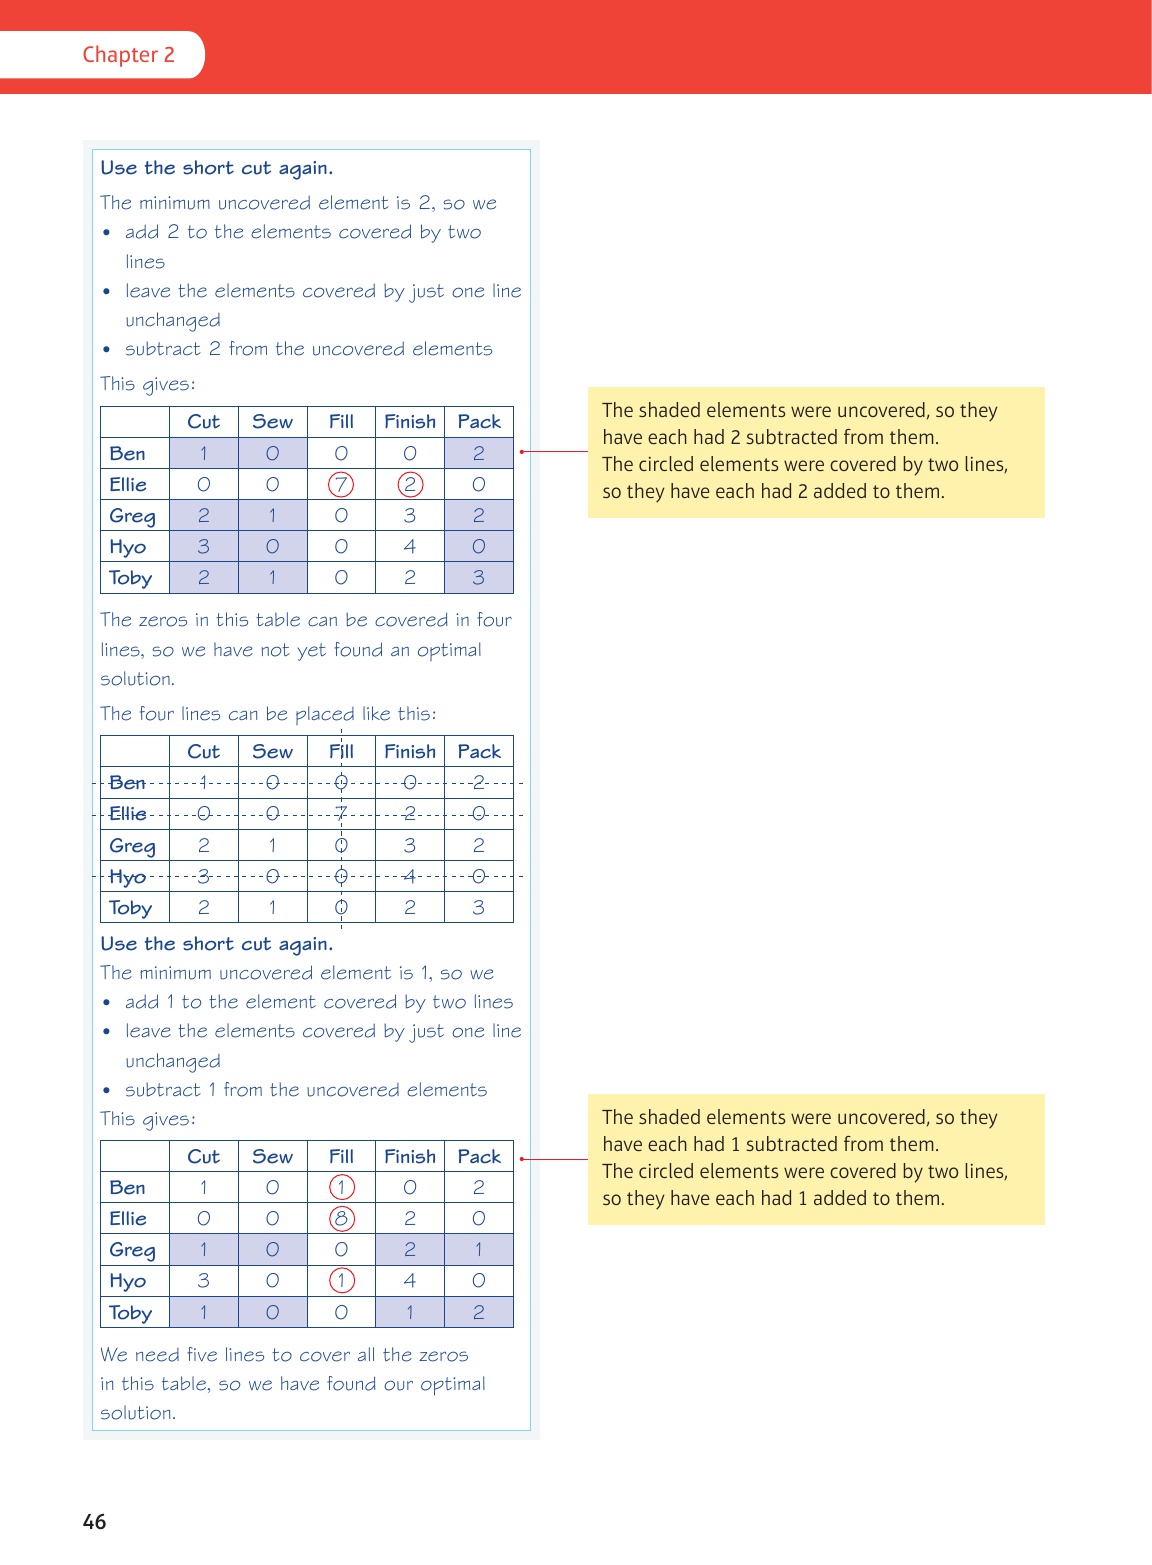 Chapter 2
Use the short cut again.
The minimum uncovered element is 2, so we
• add 2 to the elements covered by two
lines
• leave the elements covered by just one line
unchanged
• subtract 2 from the uncovered elements
This gives:
Cut Sew Fill Finish Pack
Ben 1 0 0 0 2
Ellie 0 0 7 2 0
Greg 2 1 0 3 2
Hyo 3 0 0 4 0
Toby 2 1 0 2 3
The shaded elements were uncovered, so they
have each had 2 subtracted from them.
The circled elements were covered by two lines,
so they have each had 2 added to them.
The zeros in this table can be covered in four
lines, so we have not yet found an optimal
solution.
The four lines can be placed like this:
Cut Sew Fill Finish Pack
Ben 1 0 0 0 2
Ellie 0 0 7 2 0
Greg 2 1 0 3 2
Hyo 3 0 0 4 0
Toby 2 1 0 2 3
Use the short cut again.
The minimum uncovered element is 1, so we
• add 1 to the element covered by two lines
• leave the elements covered by just one line
unchanged
• subtract 1 from the uncovered elements
This gives:
Cut Sew Fill Finish Pack
Ben 1 0 1 0 2
Ellie 0 0 8 2 0
Greg 1 0 0 2 1
Hyo 3 0 1 4 0
Toby 1 0 0 1 2
The shaded elements were uncovered, so they
have each had 1 subtracted from them.
The circled elements were covered by two lines,
so they have each had 1 added to them.
We need five lines to cover all the zeros
in this table, so we have found our optimal
solution.
46